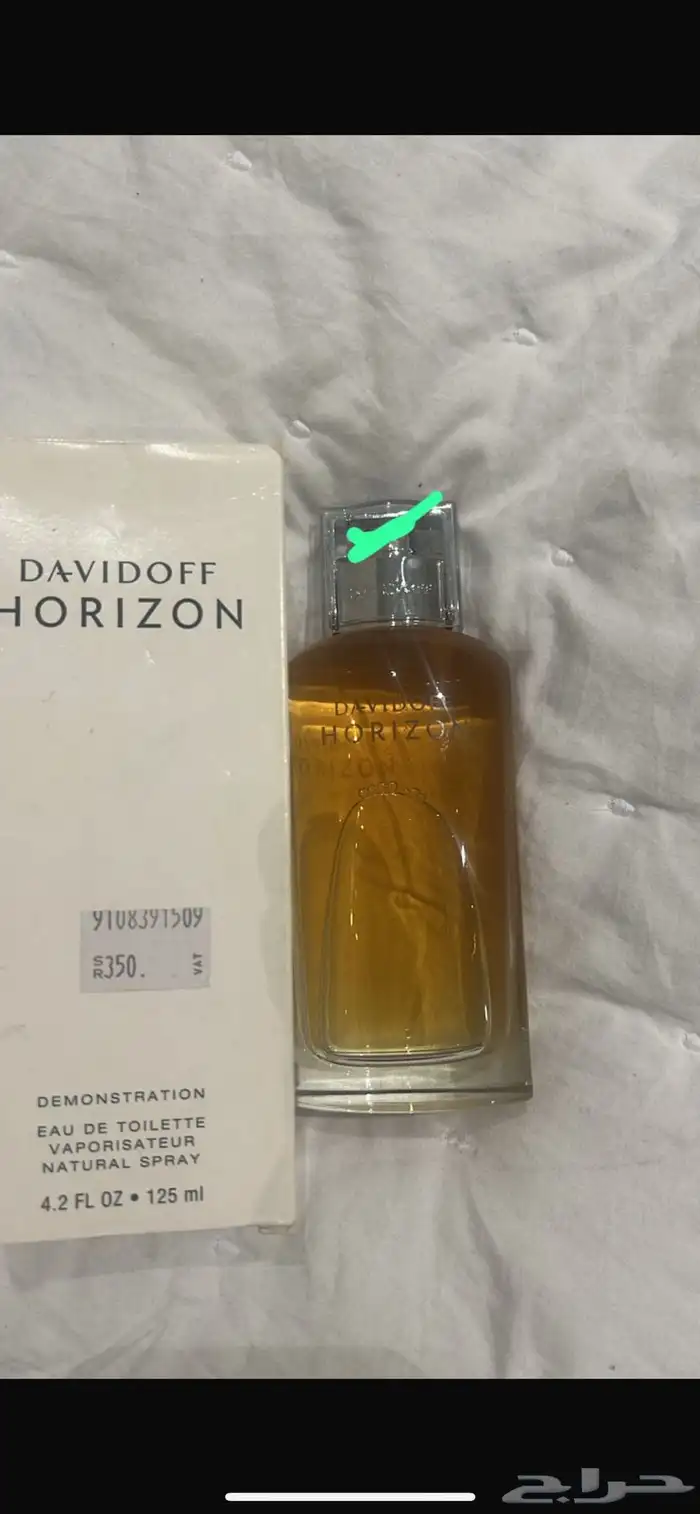 DAVIDOFF
HORIZON
9108391509
SR350.
VAT
DEMONSTRATION
EAU DE TOILETTE
VAPORISATEUR
NATURAL SPRAY
4.2 FL OZ • 125 ml
DAVIDOFF
HORIZON
حراج